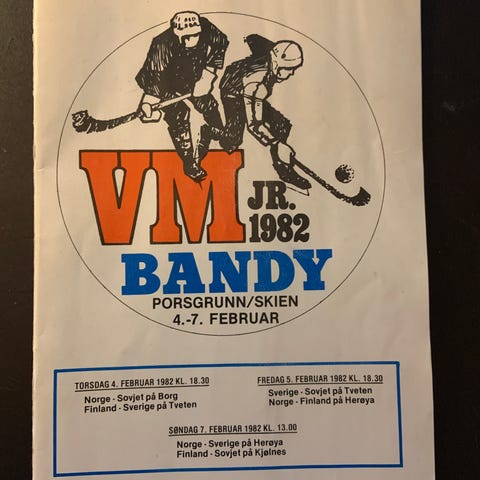 VM JR.
1982
BANDY
PORSGRUNN/SKIEN
4.-7. FEBRUAR
TORSDAG 4. FEBRUAR 1982 KL. 18.30
Norge - Sovjet på Borg
Finland - Sverige på Tveten
FREDAG 5. FEBRUAR 1982 KL. 18.30
Sverige - Sovjet på Tveten
Norge - Finland på Herøya
SØNDAG 7. FEBRUAR 1982 KL. 13.00
Norge - Sverige på Herøya
Finland - Sovjet på Kjølnes